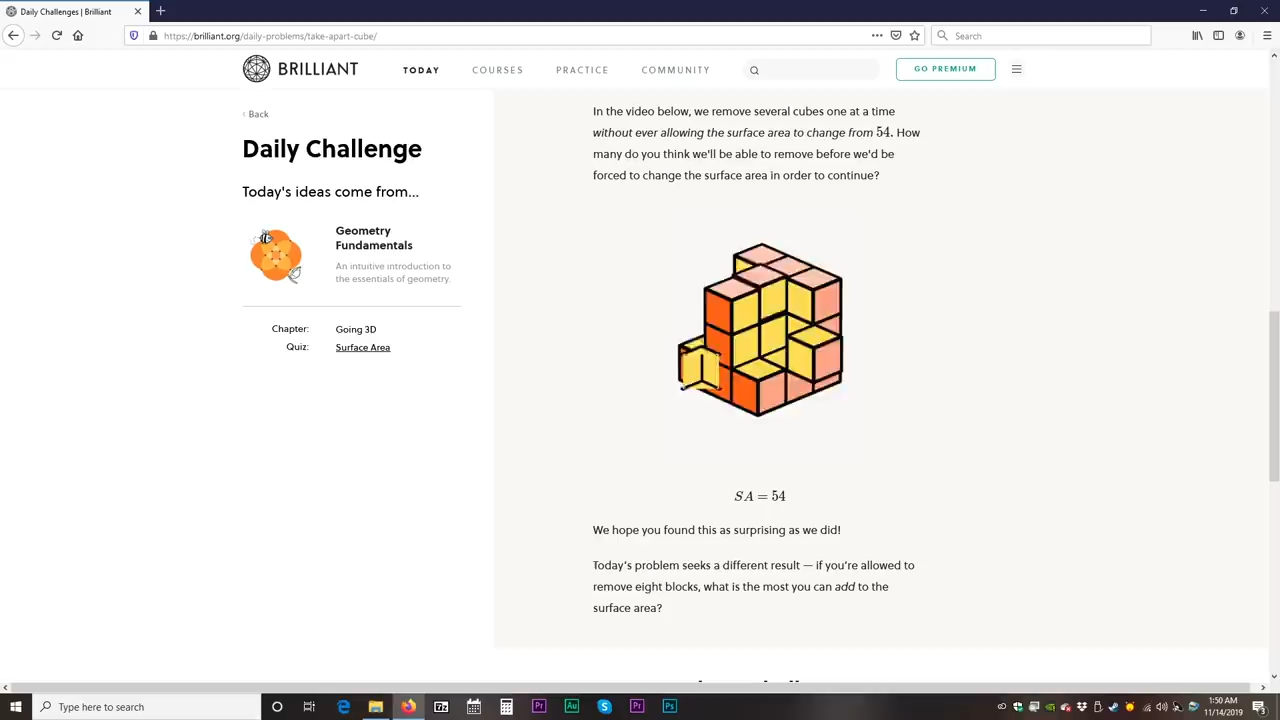 Daily Challenges | Brilliant
https://brilliant.org/daily-problems/take-apart-cube/
Search
BRILLIANT
TODAY
COURSES
PRACTICE
COMMUNITY
GO PREMIUM
Back
Daily Challenge
Today's ideas come from...
Geometry
Fundamentals
An intuitive introduction to
the essentials of geometry.
Chapter: Going 3D
Quiz: Surface Area
In the video below, we remove several cubes one at a time
without ever allowing the surface area to change from 54. How
many do you think we'll be able to remove before we'd be
forced to change the surface area in order to continue?
SA = 54
We hope you found this as surprising as we did!
Today's problem seeks a different result — if you're allowed to
remove eight blocks, what is the most you can add to the
surface area?
Type here to search
1:50 AM
11/14/2019